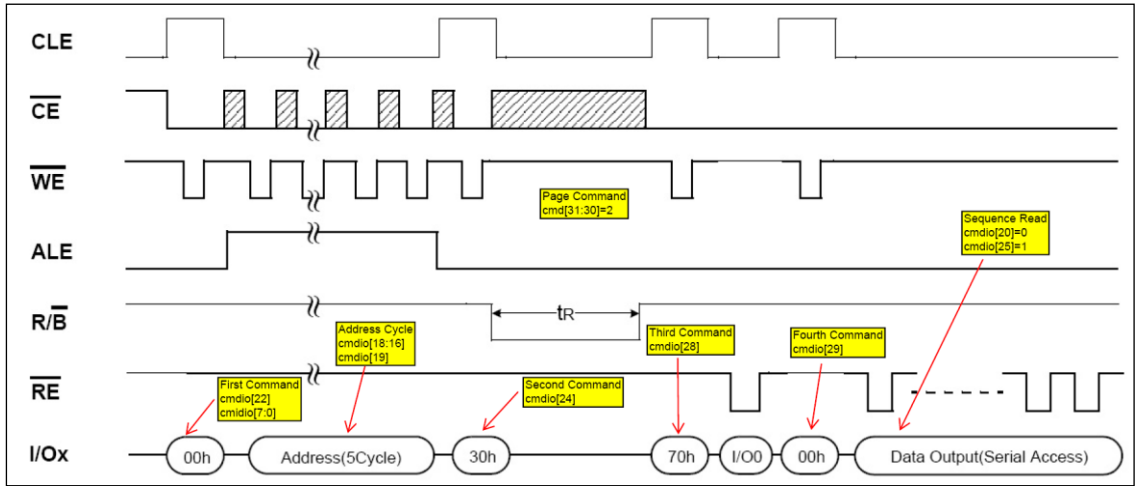 CLE
CE
WE
Page Command
cmd[31:30]=2
Sequence Read
cmdio[20]=0
cmdio[25]=1
ALE
R/B
tR
Address Cycle
cmdio[18:16]
cmdio[19]
Third Command
cmdio[28]
Fourth Command
cmdio[29]
RE
First Command
cmdio[22]
cmidio[7:0]
Second Command
cmdio[24]
I/Ox
00h
Address(5Cycle)
30h
70h
I/O0
00h
Data Output(Serial Access)